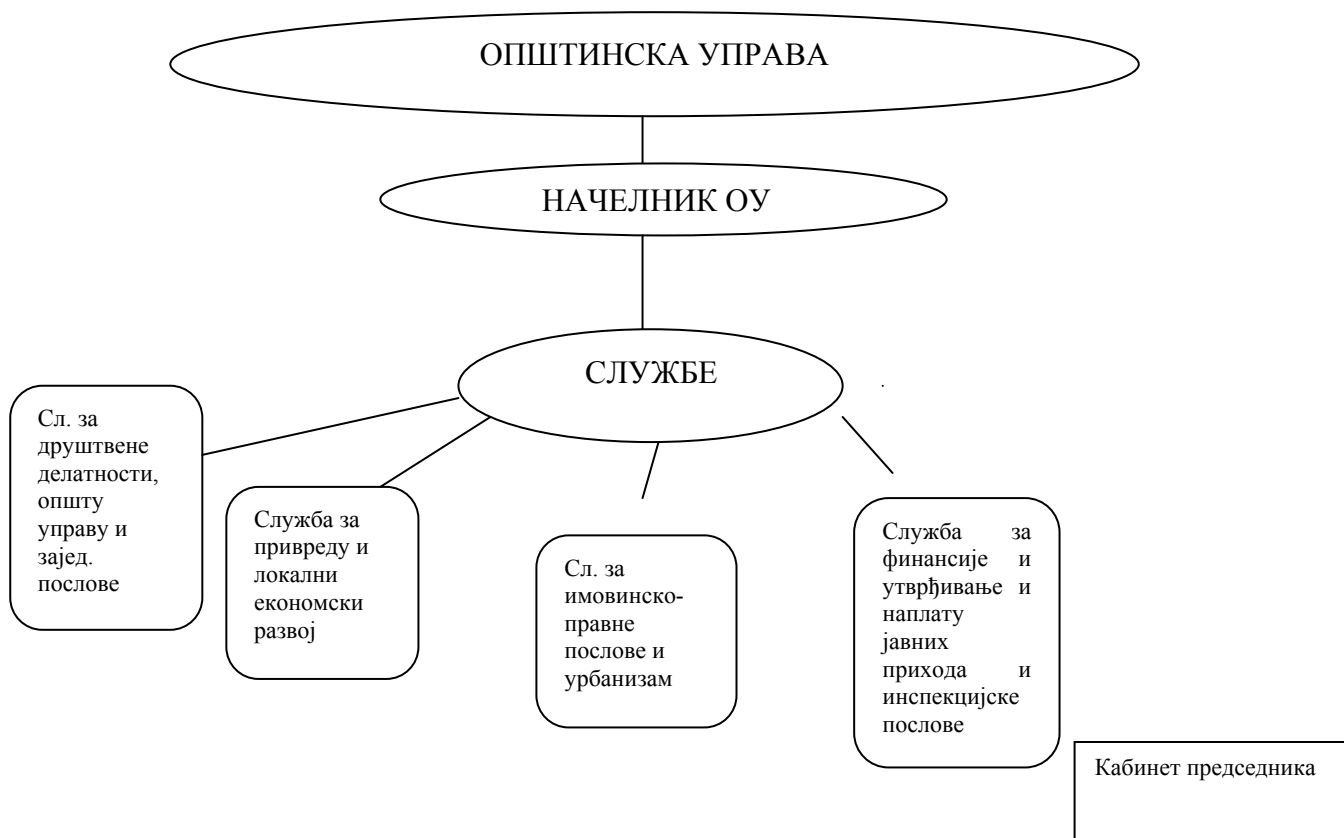 ОПШТИНСКА УПРАВА
НАЧЕЛНИК ОУ
СЛУЖБЕ
Сл. за
друштвене
делатности,
општу
управу и
зајед.
послове
Служба за
привреду и
локални
економски
развој
Сл. за
имовинско-
правне
послове и
урбанизам
Служба за
финансије и
утврђивање и
наплату
јавних
прихода и
инспекцијске
послове
Кабинет председника